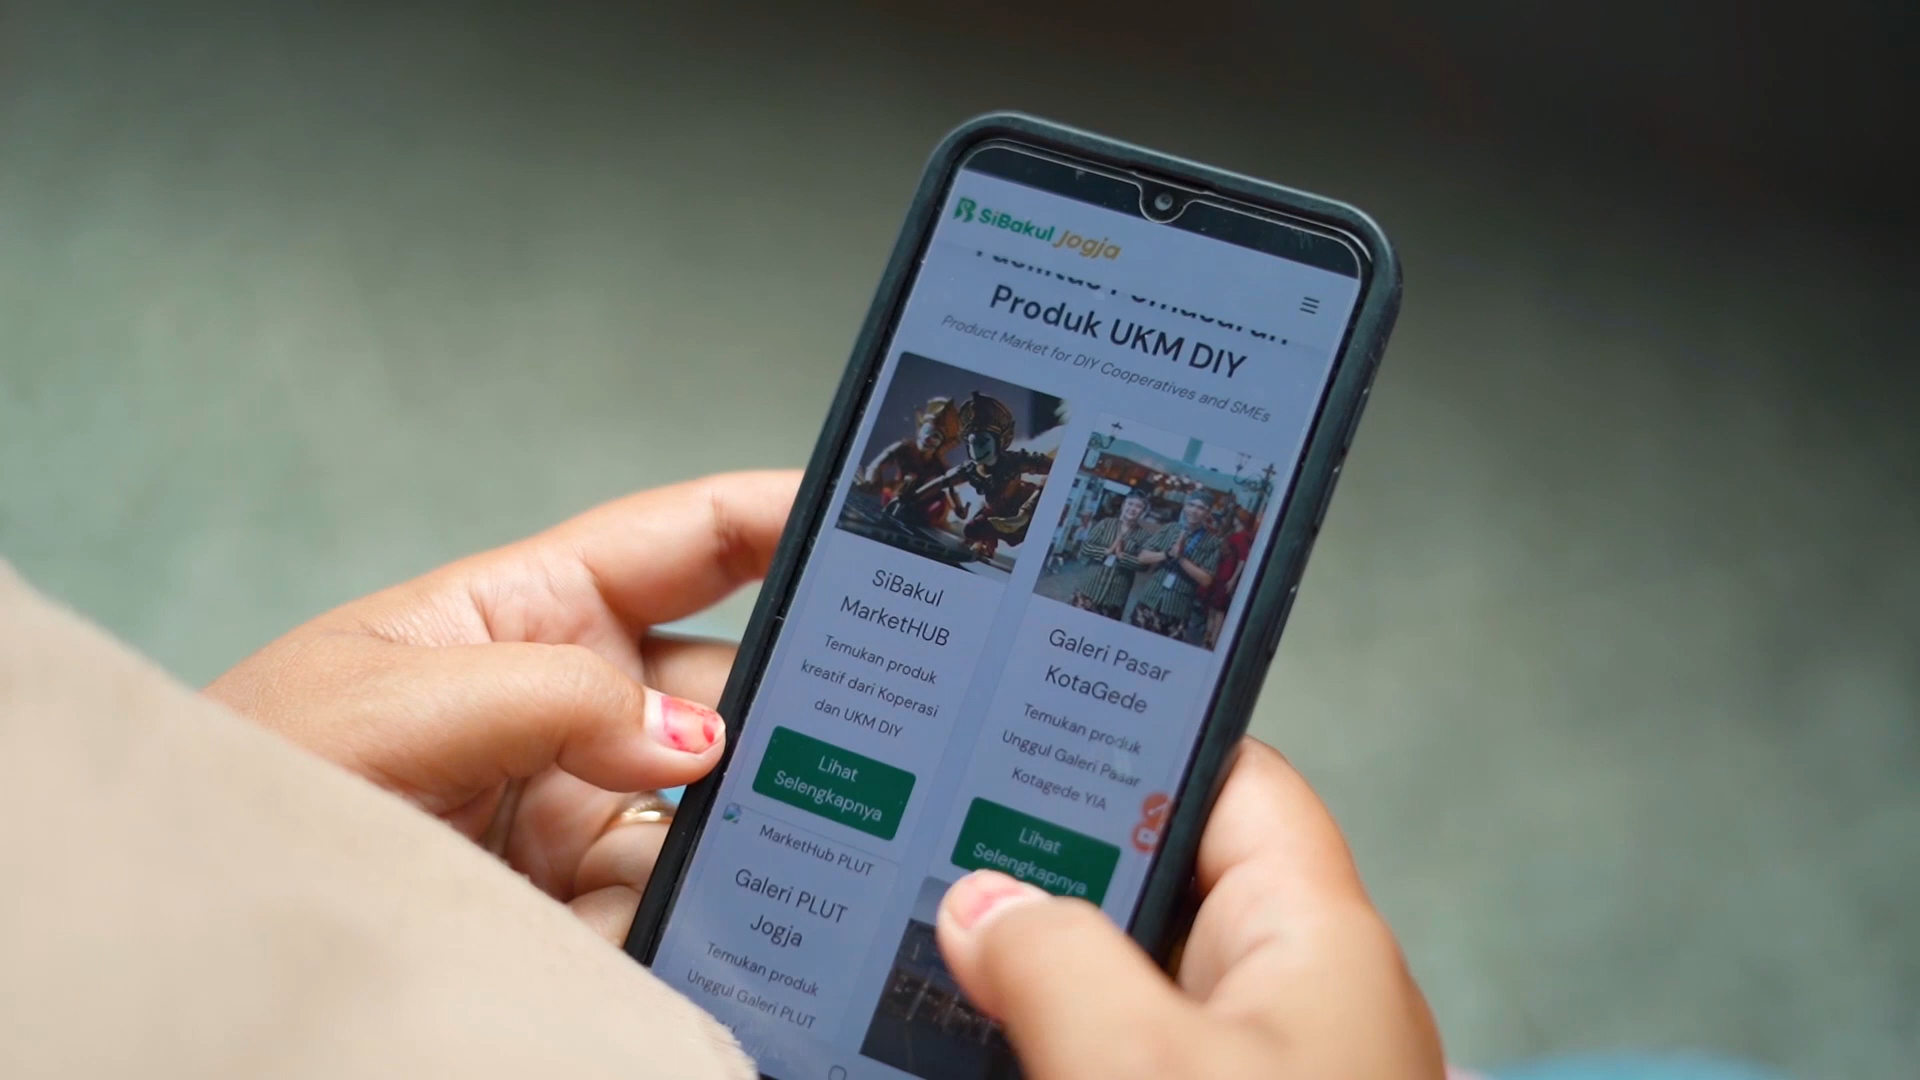 SiBakul Jogja
Fasilitas Pemasaran
Produk UKM DIY
Product Market for DIY Cooperatives and SMEs
SiBakul
MarketHUB
Temukan produk
kreatif dari Koperasi
dan UKM DIY
Lihat
Selengkapnya
Galeri Pasar
KotaGede
Temukan produk
Unggul Galeri Pasar
Kotagede YIA
Lihat
Selengkapnya
MarketHub PLUT
Galeri PLUT
Jogja
Temukan produk
Unggul Galeri PLUT